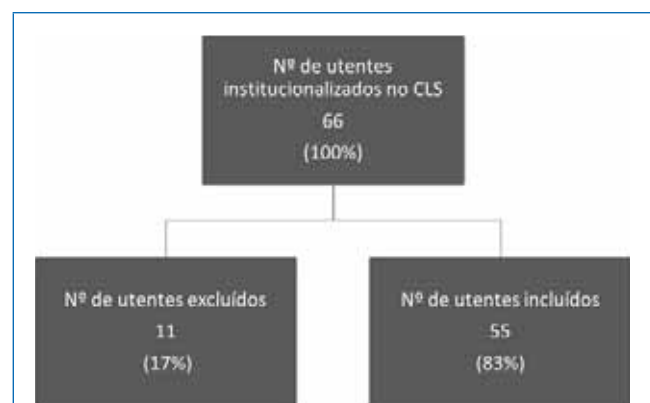 Nº de utentes
institucionalizados no CLS
66
(100%)
Nº de utentes excluídos
11
(17%)
Nº de utentes incluídos
55
(83%)